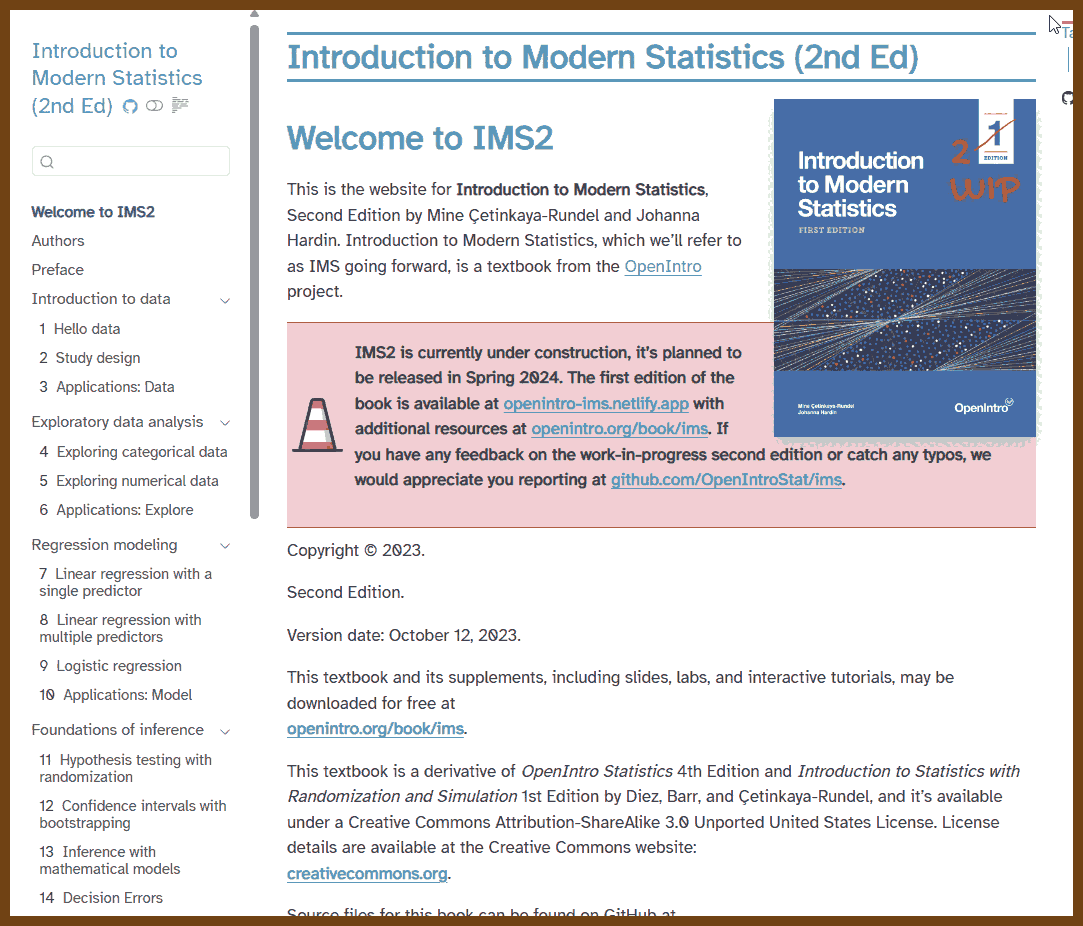 Introduction to
Modern Statistics
(2nd Ed)
Welcome to IMS2
Authors
Preface
Introduction to data
1 Hello data
2 Study design
3 Applications: Data
Exploratory data analysis
4 Exploring categorical data
5 Exploring numerical data
6 Applications: Explore
Regression modeling
7 Linear regression with a
single predictor
8 Linear regression with
multiple predictors
9 Logistic regression
10 Applications: Model
Foundations of inference
11 Hypothesis testing with
randomization
12 Confidence intervals with
bootstrapping
13 Inference with
mathematical models
14 Decision Errors
Introduction to Modern Statistics (2nd Ed)
Welcome to IMS2
This is the website for Introduction to Modern Statistics,
Second Edition by Mine Çetinkaya-Rundel and Johanna
Hardin. Introduction to Modern Statistics, which we’ll refer to
as IMS going forward, is a textbook from the OpenIntro
project.
2 1
EDITION
WIP
Introduction
to Modern
Statistics
FIRST EDITION
Mine Çetinkaya-Rundel
Johanna Hardin
OpenIntro
IMS2 is currently under construction, it’s planned to
be released in Spring 2024. The first edition of the
book is available at openintro-ims.netlify.app with
additional resources at openintro.org/book/ims. If
you have any feedback on the work-in-progress second edition or catch any typos, we
would appreciate you reporting at github.com/OpenIntroStat/ims.
Copyright © 2023.
Second Edition.
Version date: October 12, 2023.
This textbook and its supplements, including slides, labs, and interactive tutorials, may be
downloaded for free at
openintro.org/book/ims.
This textbook is a derivative of OpenIntro Statistics 4th Edition and Introduction to Statistics with
Randomization and Simulation 1st Edition by Diez, Barr, and Çetinkaya-Rundel, and it’s available
under a Creative Commons Attribution-ShareAlike 3.0 Unported United States License. License
details are available at the Creative Commons website:
creativecommons.org.
Source files for this book can be found on GitHub at